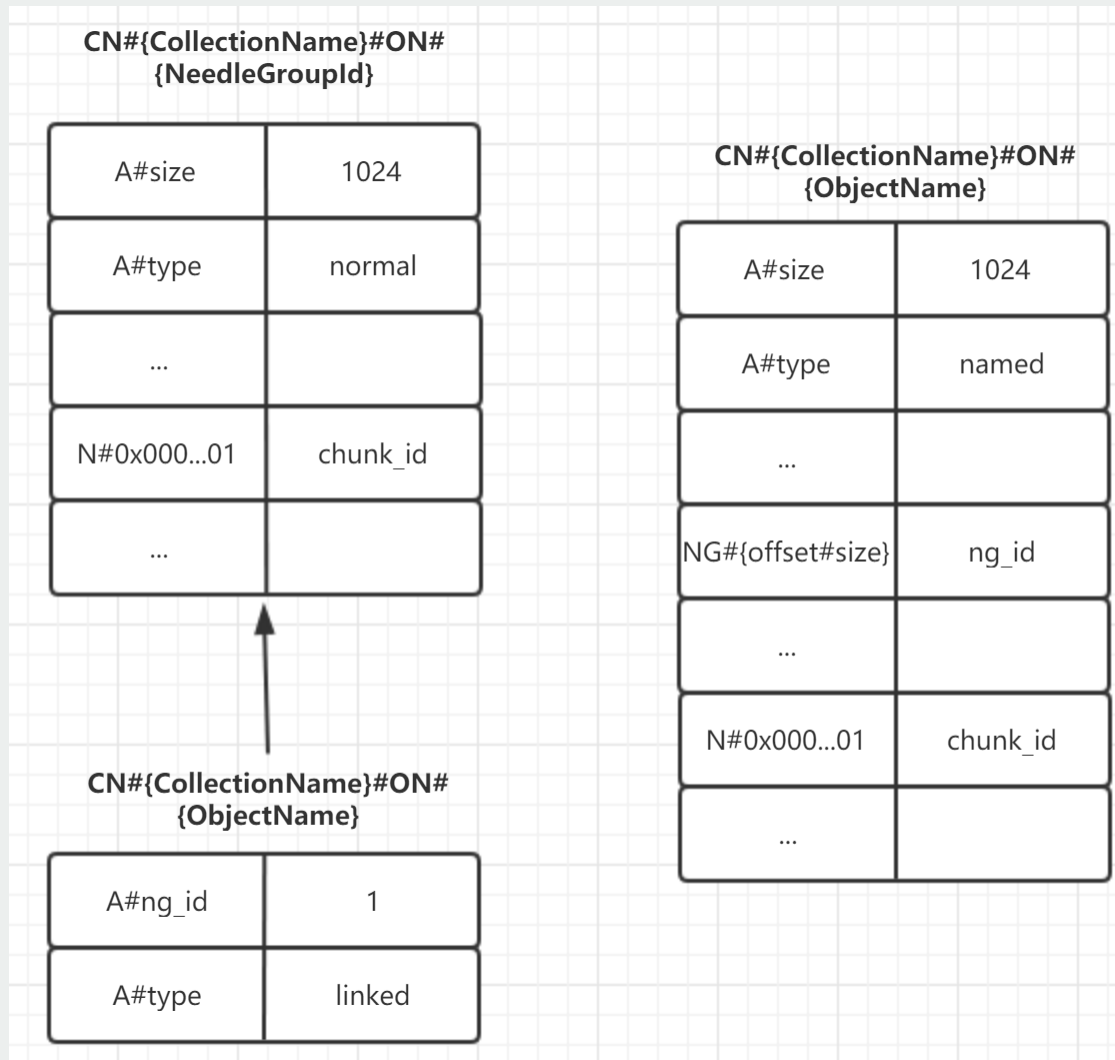 CN#{CollectionName}#ON#
{NeedleGroupId}
A#size 1024
A#type normal
...
N#0x000...01 chunk_id
...
CN#{CollectionName}#ON#
{ObjectName}
A#ng_id 1
A#type linked
CN#{CollectionName}#ON#
{ObjectName}
A#size 1024
A#type named
...
NG#{offset#size} ng_id
...
N#0x000...01 chunk_id
...